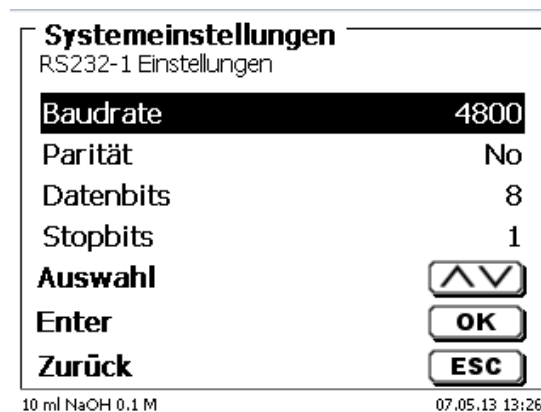 Systemeinstellungen
RS232-1 Einstellungen
Baudrate 4800
Parität No
Datenbits 8
Stopbits 1
Auswahl
Enter OK
Zurück ESC
10 ml NaOH 0.1 M 07.05.13 13:26